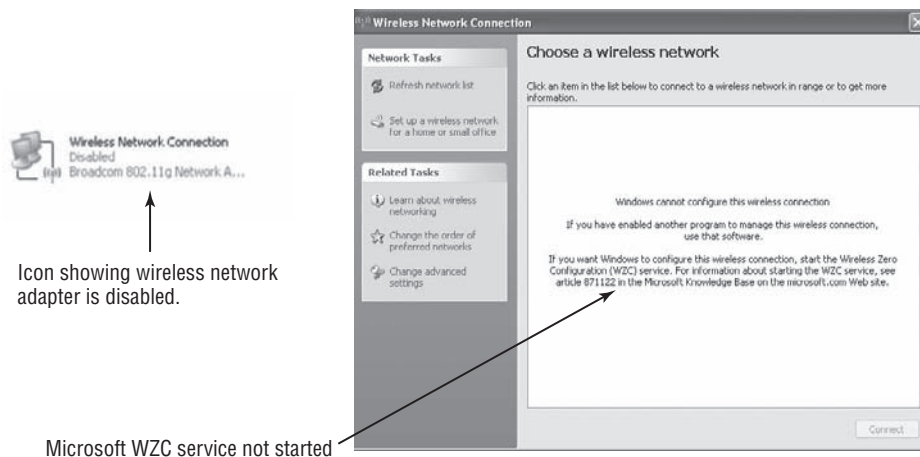 Wireless Network Connection
Disabled
Broadcom 802.11g Network A...
Icon showing wireless network
adapter is disabled.
Wireless Network Connection
Network Tasks
Refresh network list
Set up a wireless network
for a home or small office
Related Tasks
Learn about wireless
networking
Change the order of
preferred networks
Change advanced
settings
Choose a wireless network
Click an item in the list below to connect to a wireless network in range or to get more
information.
Windows cannot configure this wireless connection
If you have enabled another program to manage this wireless connection,
use that software.
If you want Windows to configure this wireless connection, start the Wireless Zero
Configuration (WZC) service. For information about starting the WZC service, see
article 871122 in the Microsoft Knowledge Base on the microsoft.com Web site.
Connect
Microsoft WZC service not started